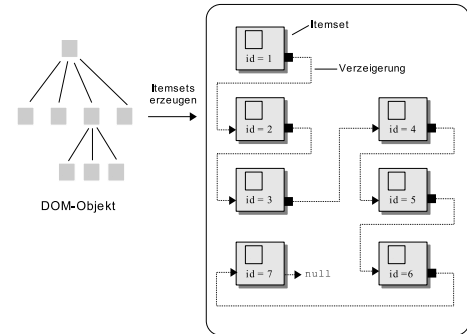 Itemset
id = 1
Verzeigerung
Itemsets
erzeugen
id = 2
id = 4
id = 3
id = 5
DOM-Objekt
id = 7
null
id =6